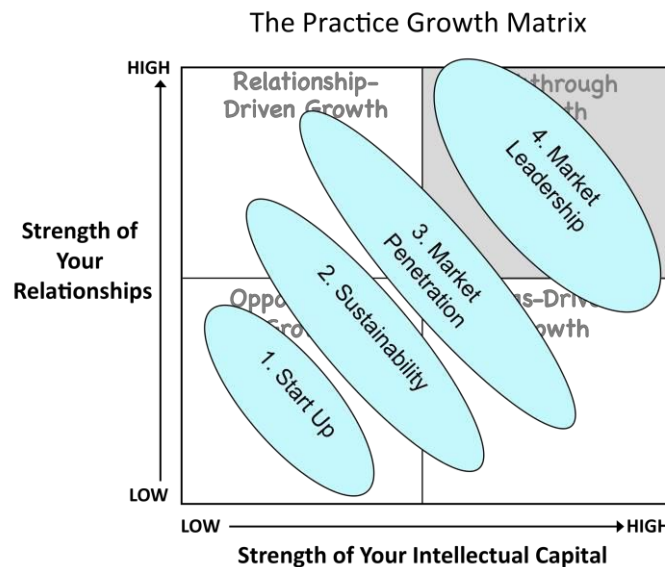 The Practice Growth Matrix
HIGH
Relationship-
Driven Growth
4. Market
Leadership
3. Market
Penetration
Strength of
Your
Relationships
2. Sustainability
1. Start Up
LOW
LOW
HIGH
Strength of Your Intellectual Capital